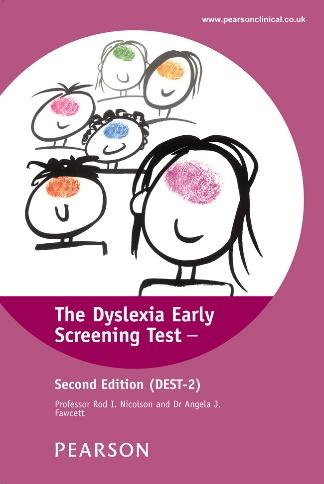 www.pearsonclinical.co.uk
The Dyslexia Early
Screening Test –
Second Edition (DEST-2)
Professor Rod I. Nicolson and Dr Angela J.
Fawcett
PEARSON